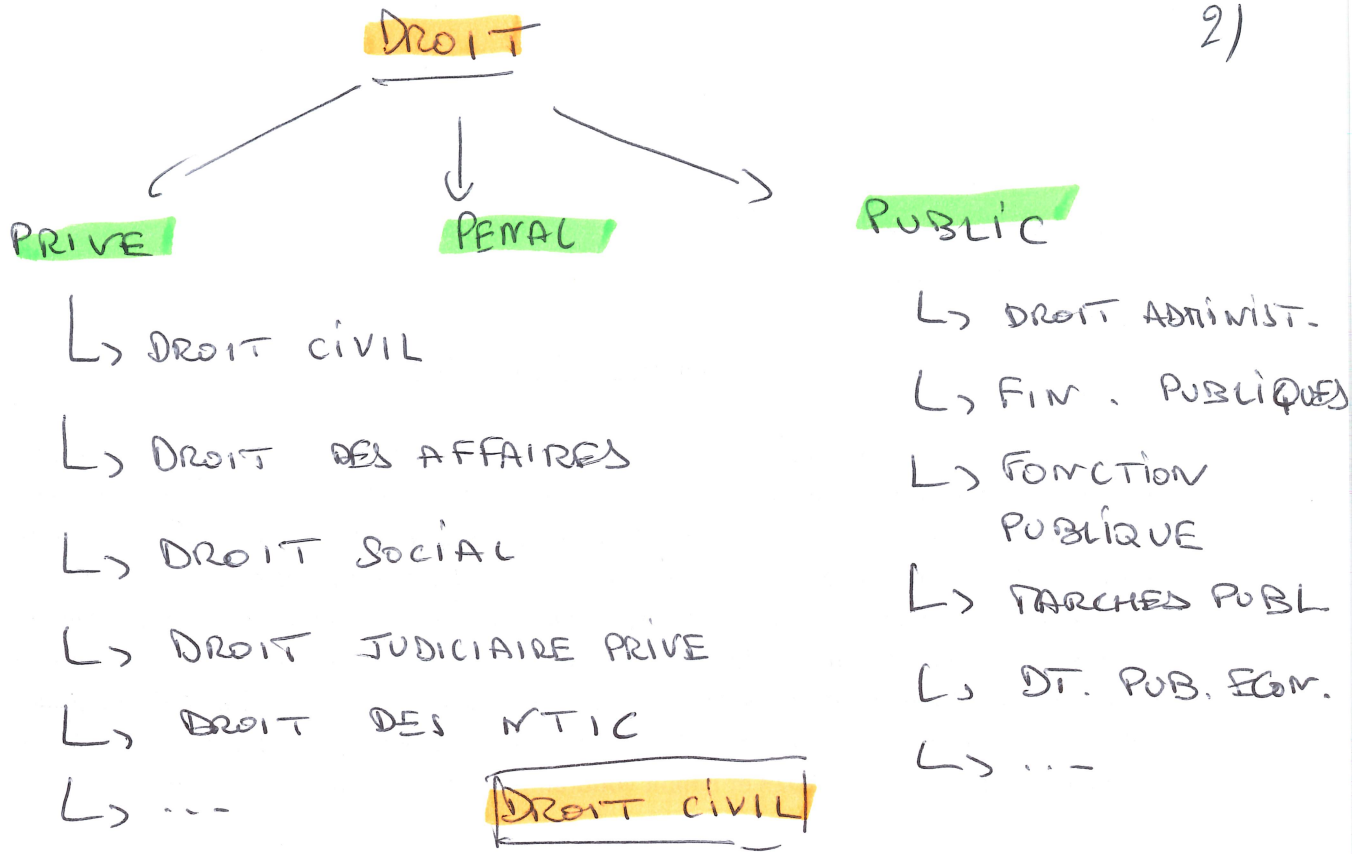 DROIT
2)
PRIVE
PENAL
PUBLIC
↳ DROIT CIVIL
↳ DROIT DES AFFAIRES
↳ DROIT SOCIAL
↳ DROIT JUDICIAIRE PRIVE
↳ DROIT DES NTIC
↳ ...
↳ DROIT ADMINIST.
↳ FIN. PUBLIQUES
↳ FONCTION
PUBLIQUE
↳ MARCHES PUBL
↳ DT. PUB. ECON.
↳ ...
DROIT CIVIL